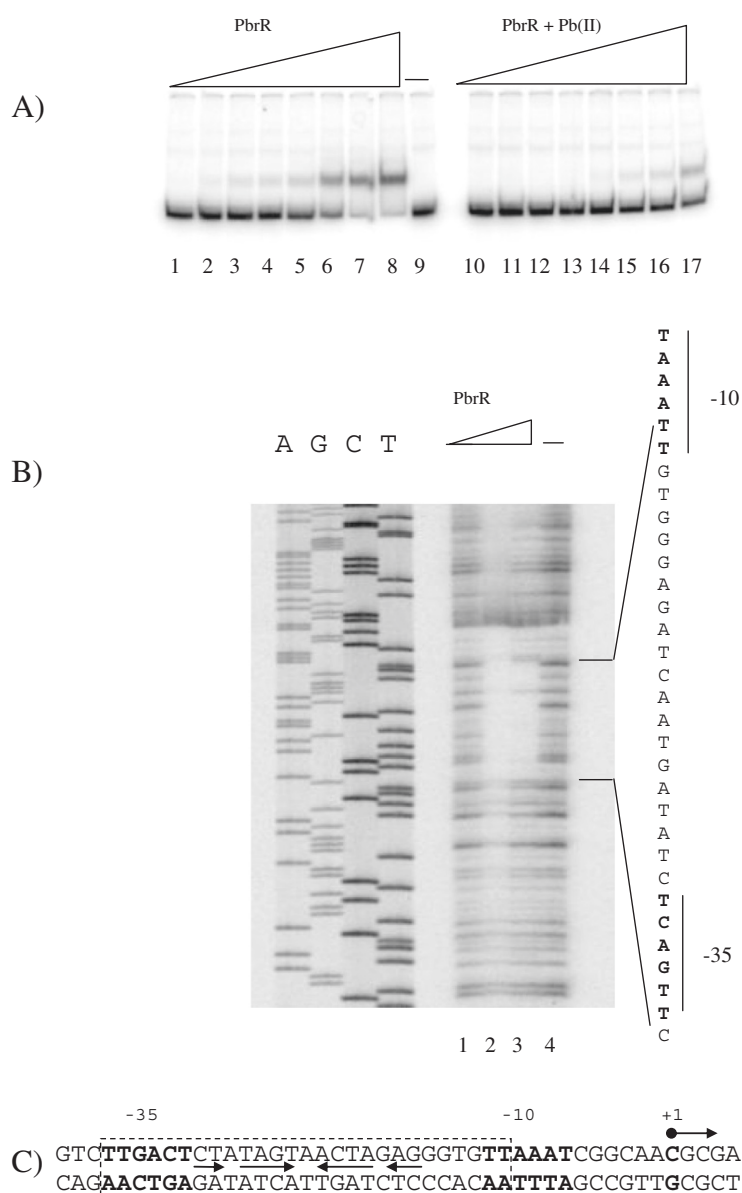 PbrR
PbrR + Pb(II)
A)
1 2 3 4 5 6 7 8 9 10 11 12 13 14 15 16 17
PbrR
A G C T
B)
T
A
A
A
T
T
G
T
G
G
G
A
G
A
T
C
A
A
T
G
A
T
A
T
C
T
C
A
G
T
T
C
-10
-35
1 2 3 4
-35 -10 +1
C)
GTCTTGACTCTATAGTAACTAGAGGGTGTTAAATCGGCAACGCGA
CAGAACTGAGATATCATTGATCTCCCACAATTTAGCCGTTGCGCT